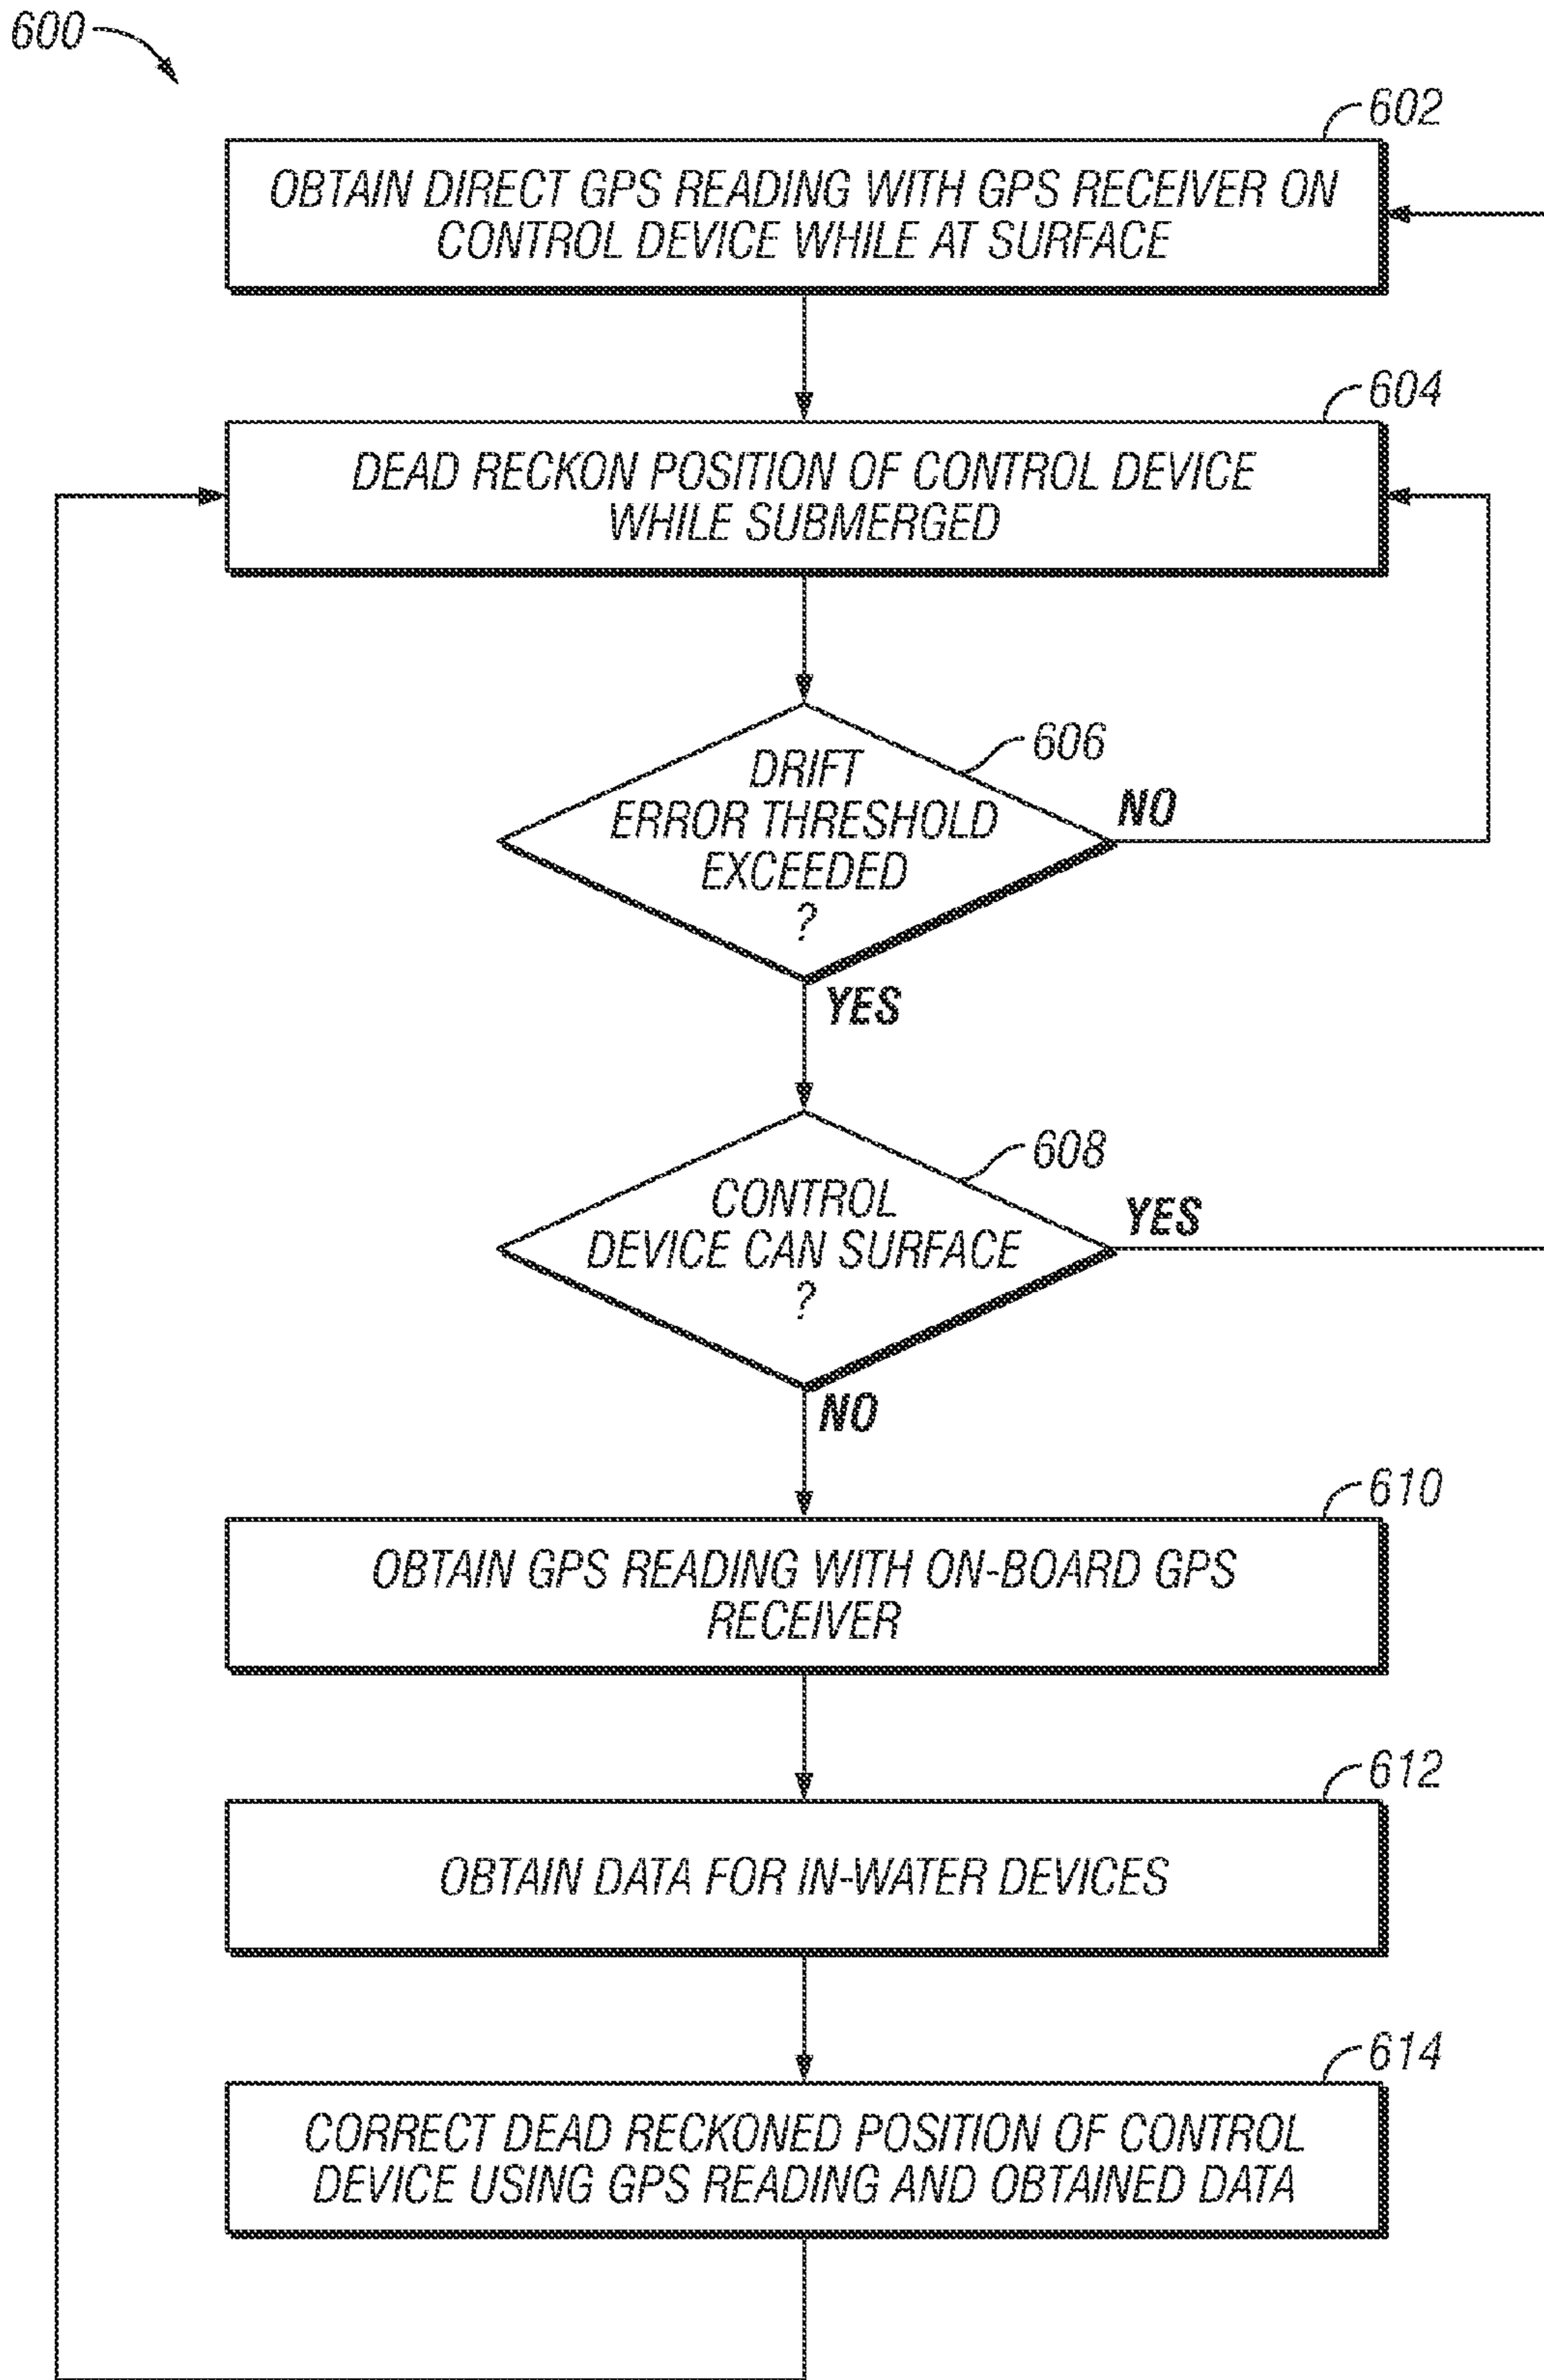 600
602
OBTAIN DIRECT GPS READING WITH GPS RECEIVER ON
CONTROL DEVICE WHILE AT SURFACE
604
DEAD RECKON POSITION OF CONTROL DEVICE
WHILE SUBMERGED
606
DRIFT
ERROR THRESHOLD
EXCEEDED
?
NO
YES
608
CONTROL
DEVICE CAN SURFACE
?
YES
NO
610
OBTAIN GPS READING WITH ON-BOARD GPS
RECEIVER
612
OBTAIN DATA FOR IN-WATER DEVICES
614
CORRECT DEAD RECKONED POSITION OF CONTROL
DEVICE USING GPS READING AND OBTAINED DATA